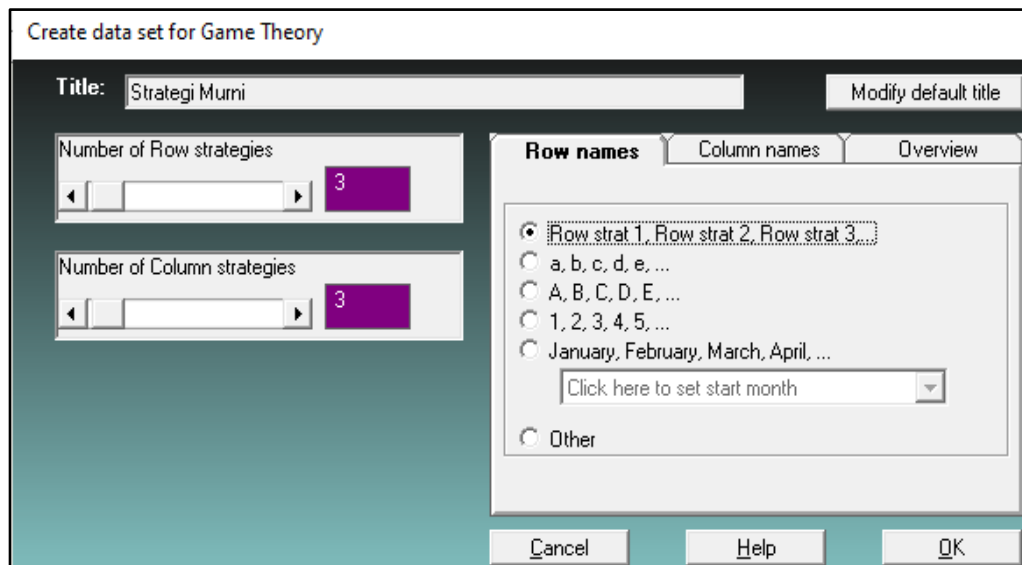 Create data set for Game Theory
Title: Strategi Murni
Modify default title
Number of Row strategies
3
Number of Column strategies
3
Row names
Column names
Overview
Row strat 1, Row strat 2, Row strat 3,...
a, b, c, d, e, ...
A, B, C, D, E, ...
1, 2, 3, 4, 5, ...
January, February, March, April, ...
Click here to set start month
Other
Cancel
Help
OK